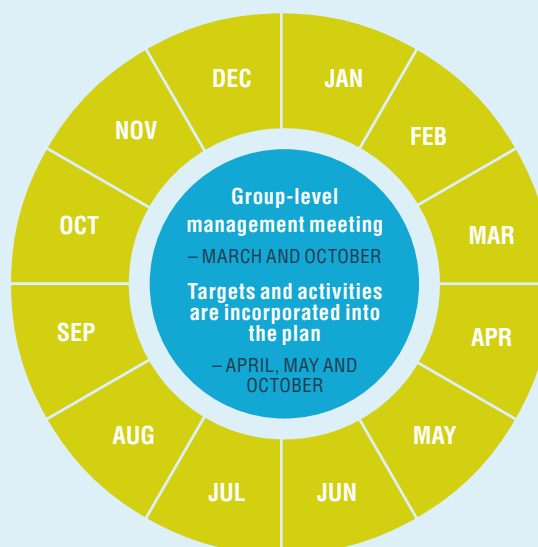 DEC
JAN
NOV
FEB
OCT
MAR
SEP
APR
AUG
MAY
JUL
JUN
Group-level
management meeting
– MARCH AND OCTOBER
Targets and activities
are incorporated into
the plan
– APRIL, MAY AND
OCTOBER